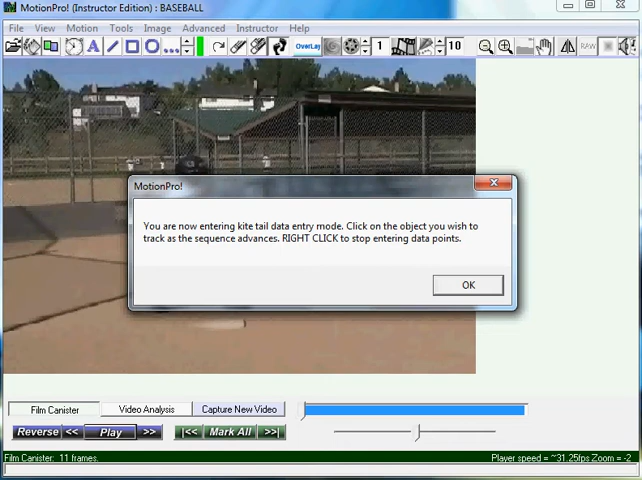 MotionPro! (Instructor Edition) : BASEBALL
File View Motion Tools Image Advanced Instructor Help
A ... OverLay 1 10 RAW
MotionPro!
You are now entering kite tail data entry mode. Click on the object you wish to
track as the sequence advances. RIGHT CLICK to stop entering data points.
OK
Film Canister Video Analysis Capture New Video
Reverse << Play >> |<< Mark All >>|
Film Canister: 11 frames. Player speed = ~31.25fps Zoom = -2